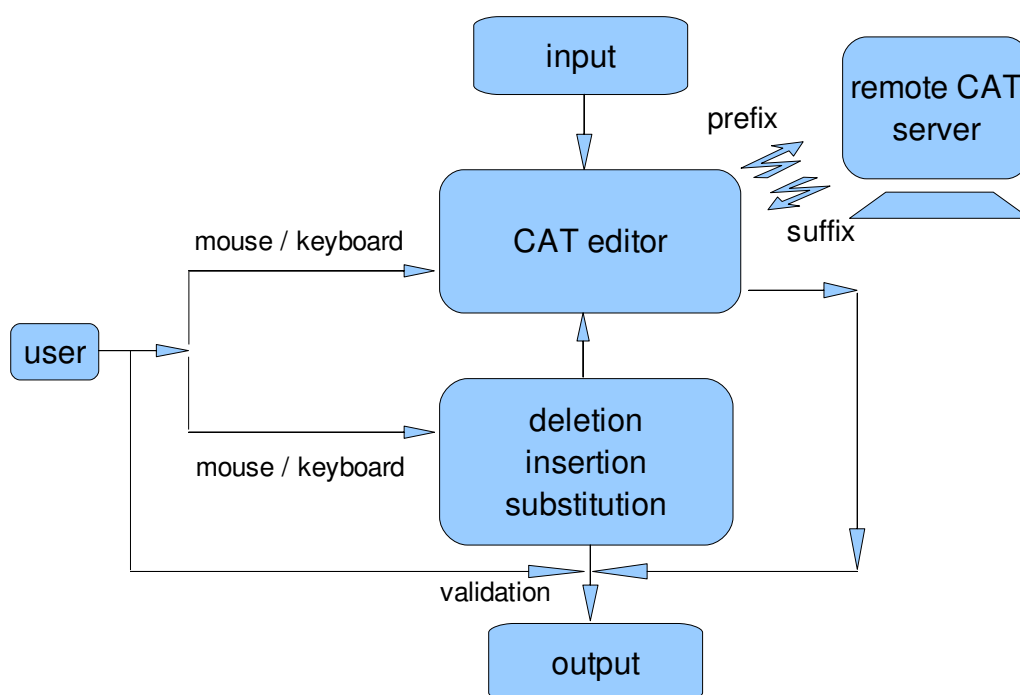 input
remote CAT
server
prefix
suffix
CAT editor
mouse / keyboard
user
deletion
insertion
substitution
mouse / keyboard
validation
output